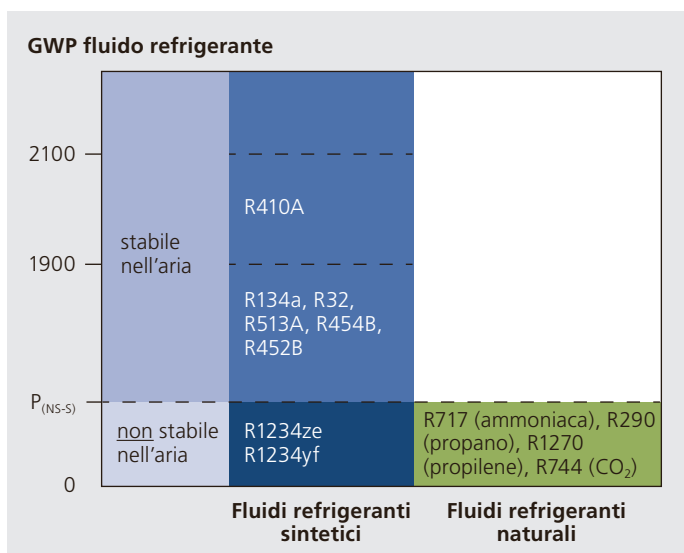 GWP fluido refrigerante
2100
R410A
stabile
nell'aria
1900
R134a, R32,
R513A, R454B,
R452B
P(NS-S)
non stabile
nell'aria
R1234ze
R1234yf
R717 (ammoniaca), R290
(propano), R1270
(propilene), R744 (CO₂)
0
Fluidi refrigeranti
sintetici
Fluidi refrigeranti
naturali